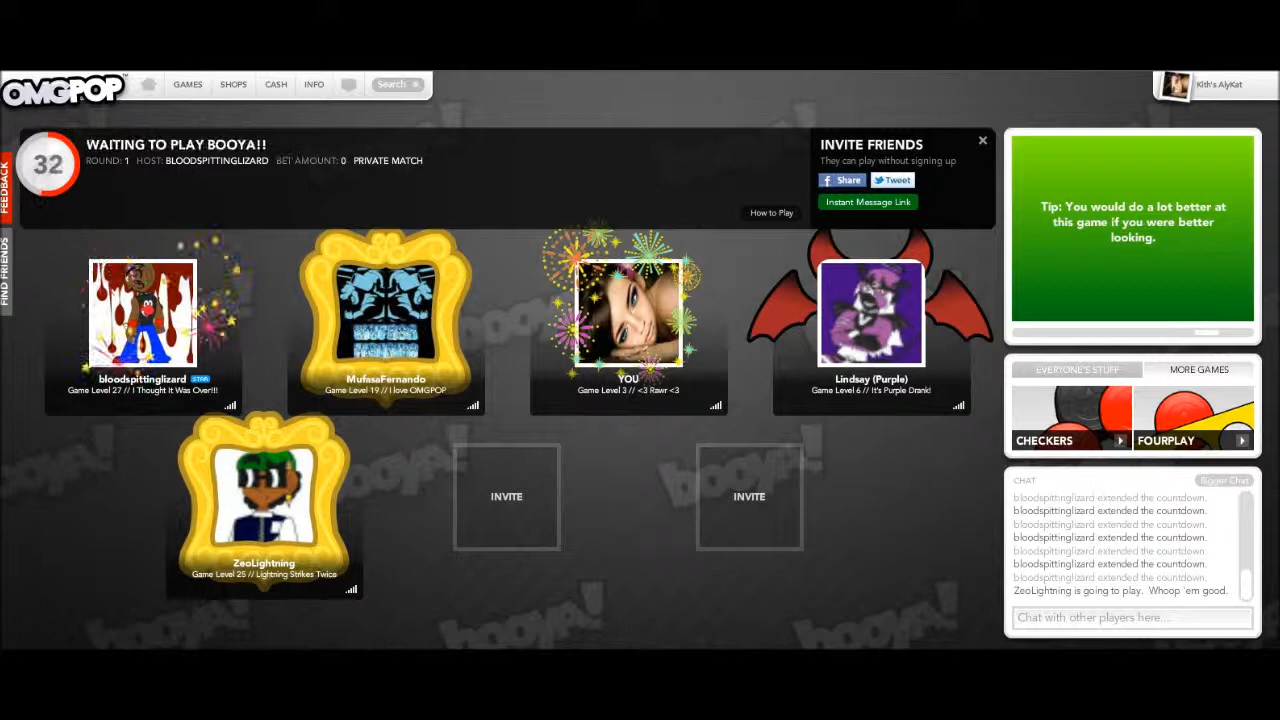 OMGPOP™
GAMES SHOPS CASH INFO Search
Kith's AlyKat
FEEDBACK
FIND FRIENDS
32
WAITING TO PLAY BOOYA!!
ROUND: 1 HOST: BLOODSPITTINGLIZARD BET AMOUNT: 0 PRIVATE MATCH
How to Play
INVITE FRIENDS
They can play without signing up
Share Tweet
Instant Message Link
Tip: You would do a lot better at
this game if you were better
looking.
bloodspittinglizard STAR
Game Level 27 // I Thought It Was Over!!!
MufasaFernando
Game Level 19 // I love OMGPOP
YOU
Game Level 3 // <3 Rawr <3
Lindsay (Purple)
Game Level 6 // It's Purple Drank!
ZeoLightning
Game Level 25 // Lightning Strikes Twice
INVITE
INVITE
booya!
EVERYONE'S STUFF MORE GAMES
CHECKERS FOURPLAY
CHAT Bigger Chat
bloodspittinglizard extended the countdown.
bloodspittinglizard extended the countdown.
bloodspittinglizard extended the countdown.
bloodspittinglizard extended the countdown.
bloodspittinglizard extended the countdown.
bloodspittinglizard extended the countdown.
bloodspittinglizard extended the countdown.
ZeoLightning is going to play. Whoop 'em good.
Chat with other players here....